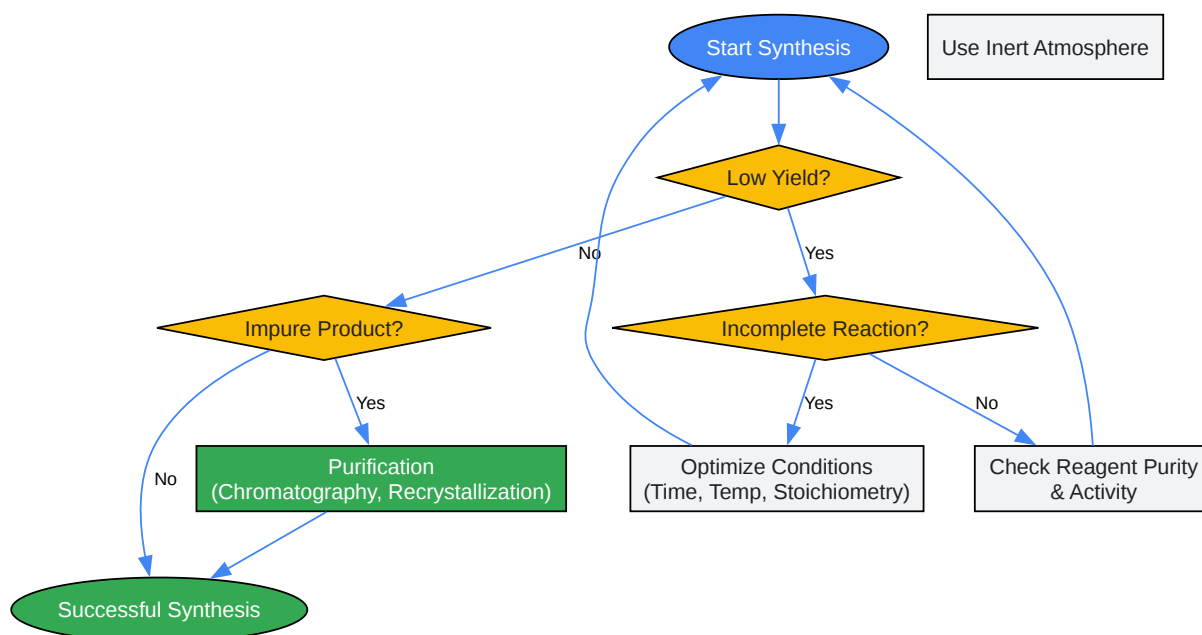 Start Synthesis
Use Inert Atmosphere
Low Yield?
No
Yes
Impure Product?
Incomplete Reaction?
Yes
Yes
No
No
Purification
(Chromatography, Recrystallization)
Optimize Conditions
(Time, Temp, Stoichiometry)
Check Reagent Purity
& Activity
Successful Synthesis